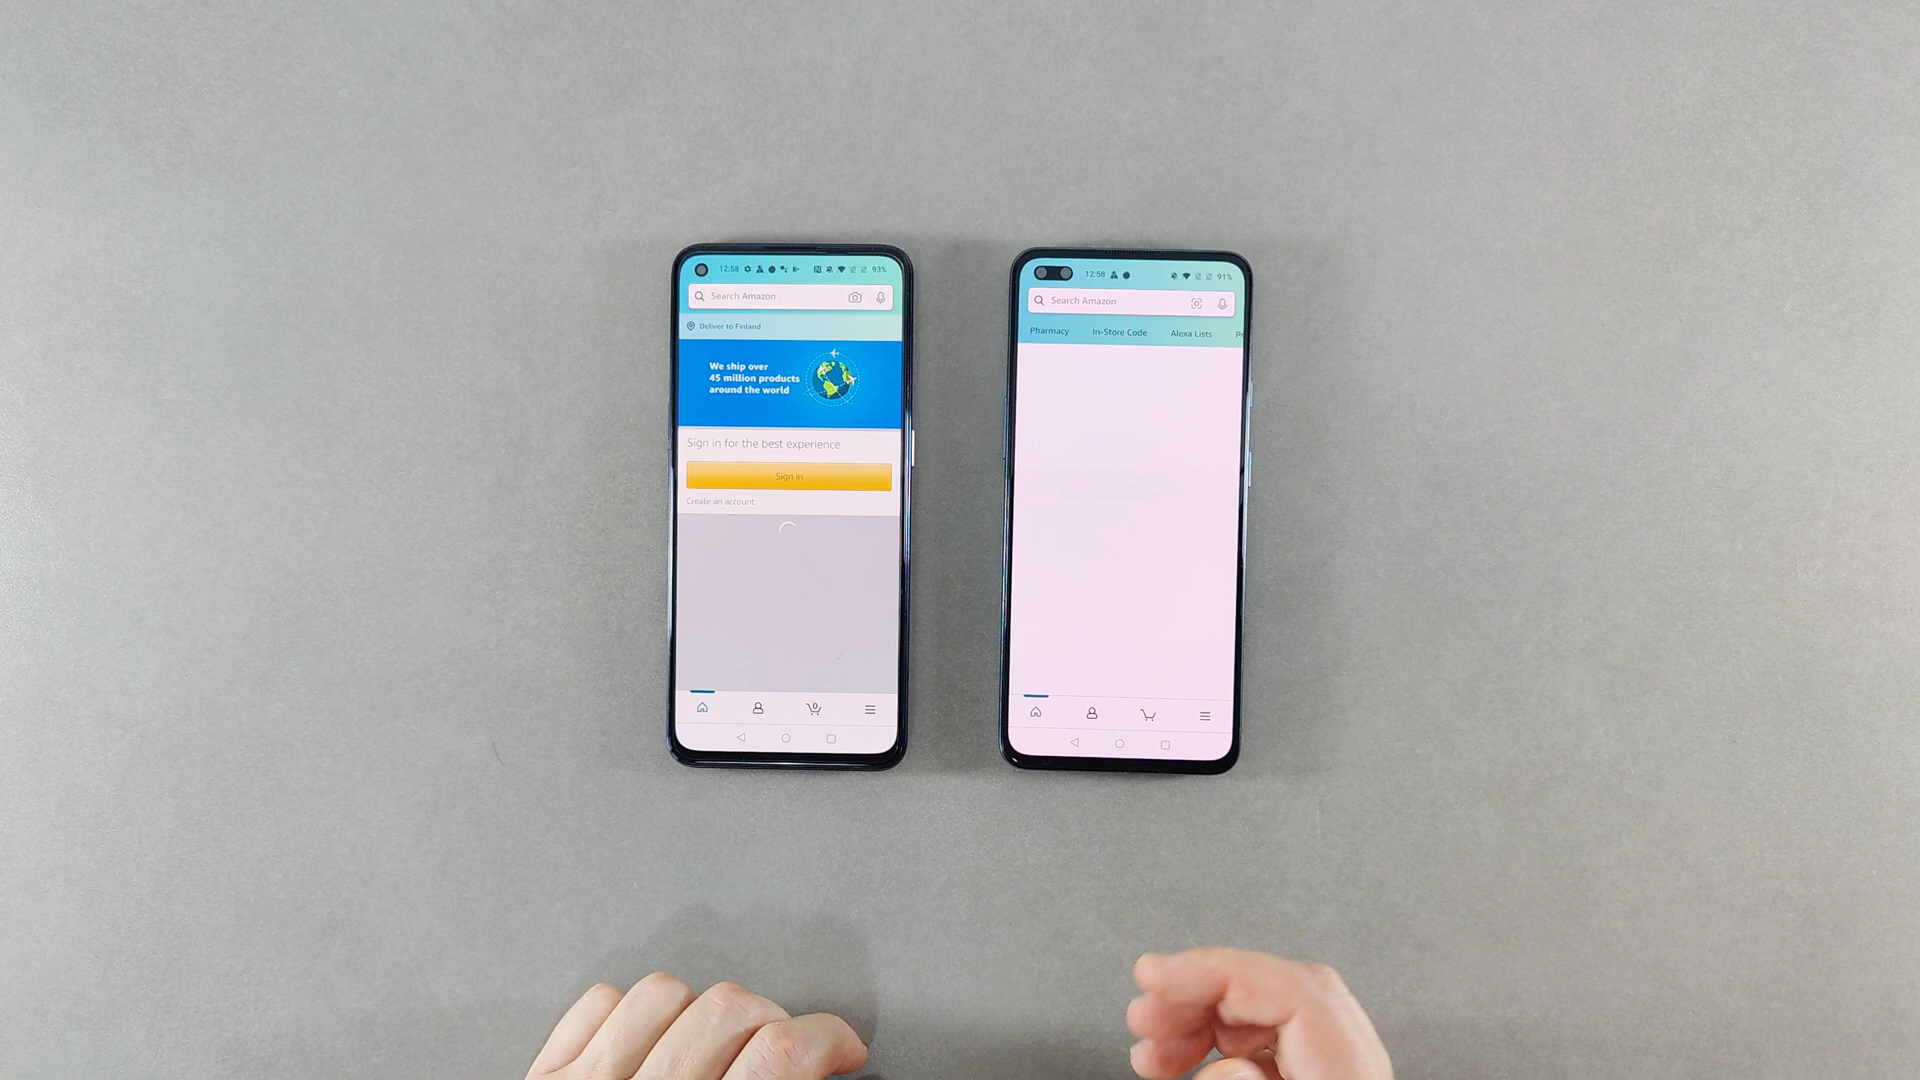 12:58
93%
Search Amazon
Deliver to Finland
We ship over
45 million products
around the world
Sign in for the best experience
Sign in
Create an account
0
12:58
91%
Search Amazon
Pharmacy In-Store Code Alexa Lists